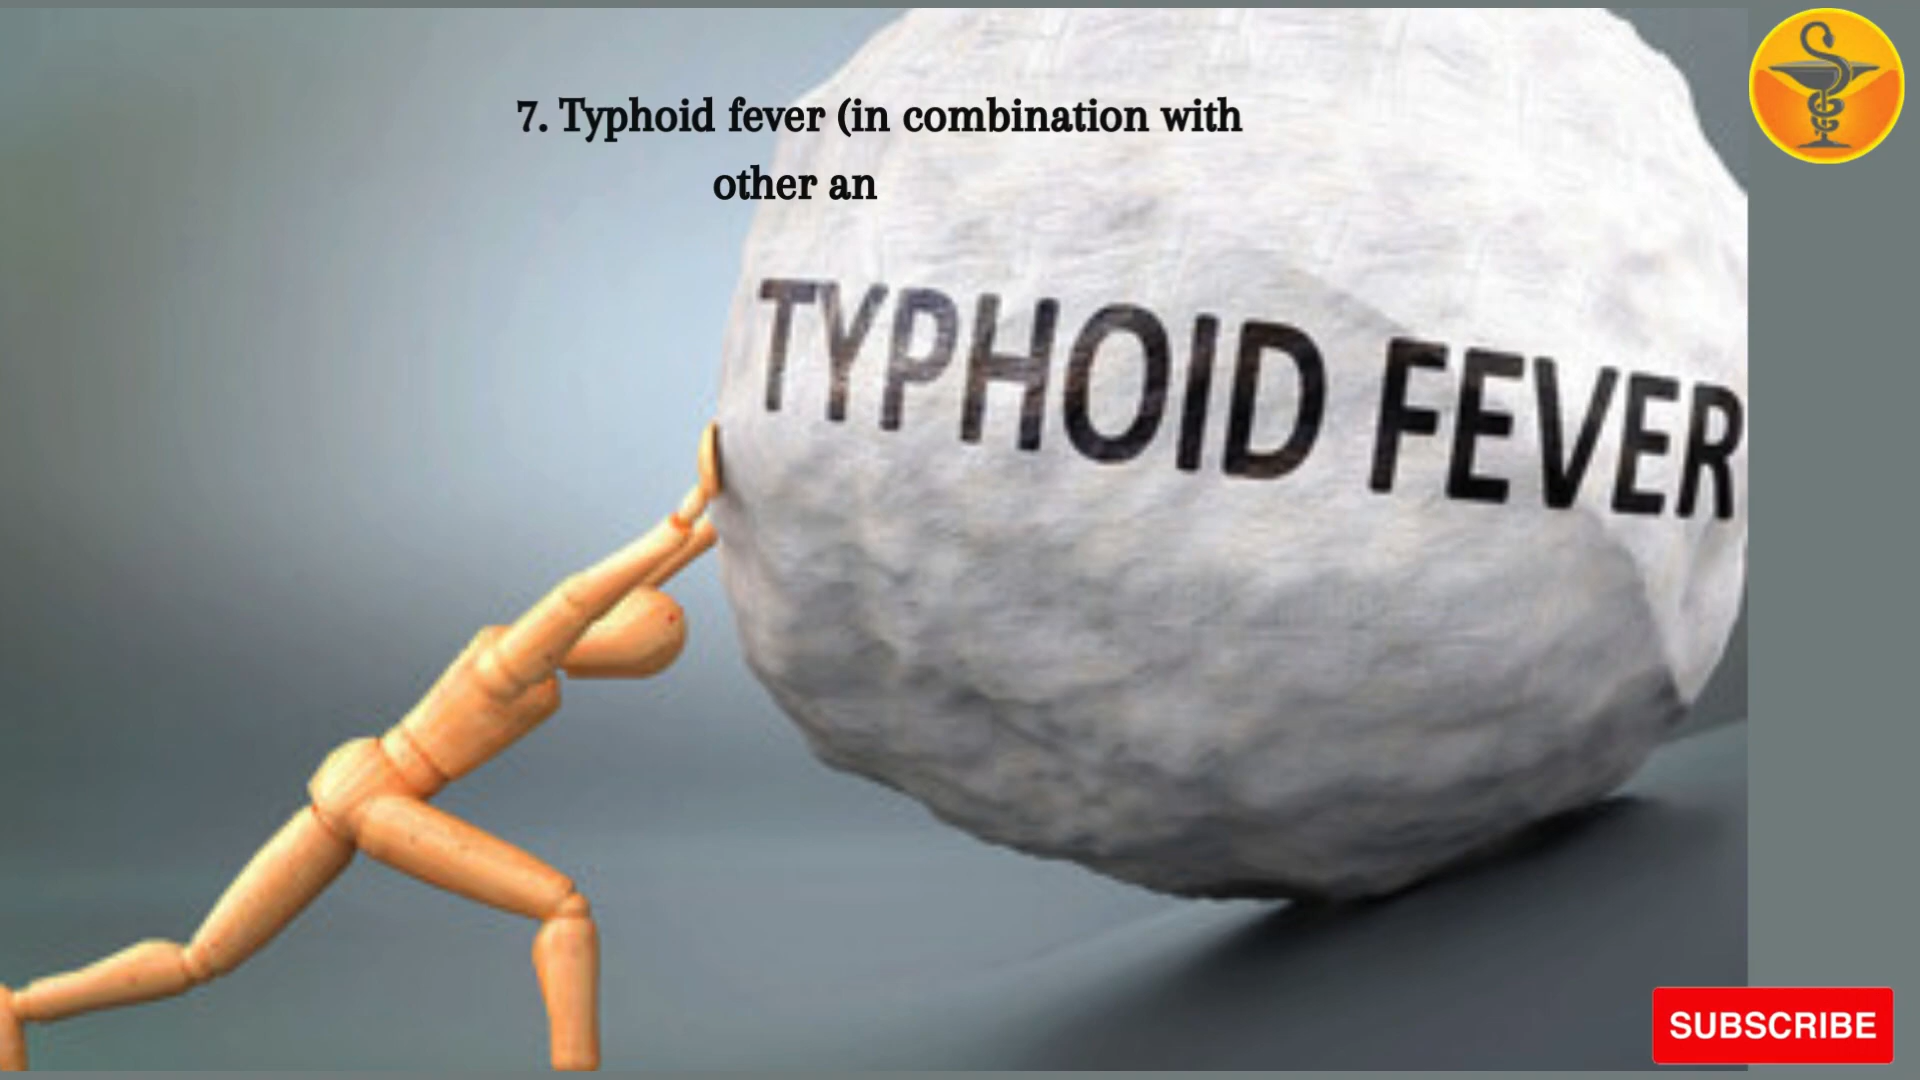 7. Typhoid fever (in combination with
other an
TYPHOID FEVER
SUBSCRIBE